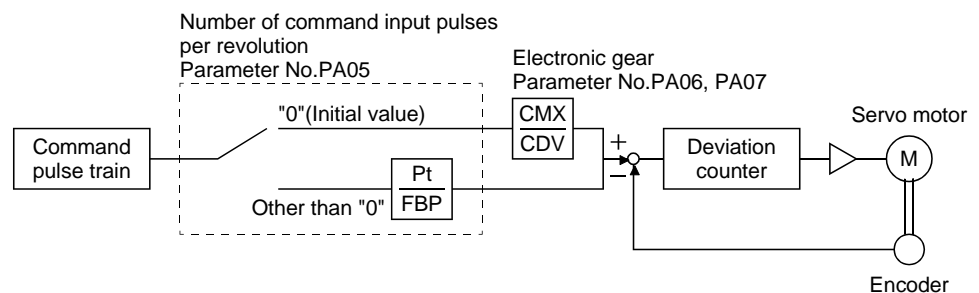 Number of command input pulses
per revolution
Parameter No.PA05
Electronic gear
Parameter No.PA06, PA07
"0"(Initial value)
CMX
CDV
Servo motor
Command
pulse train
+
−
Deviation
counter
M
Pt
FBP
Other than "0"
Encoder